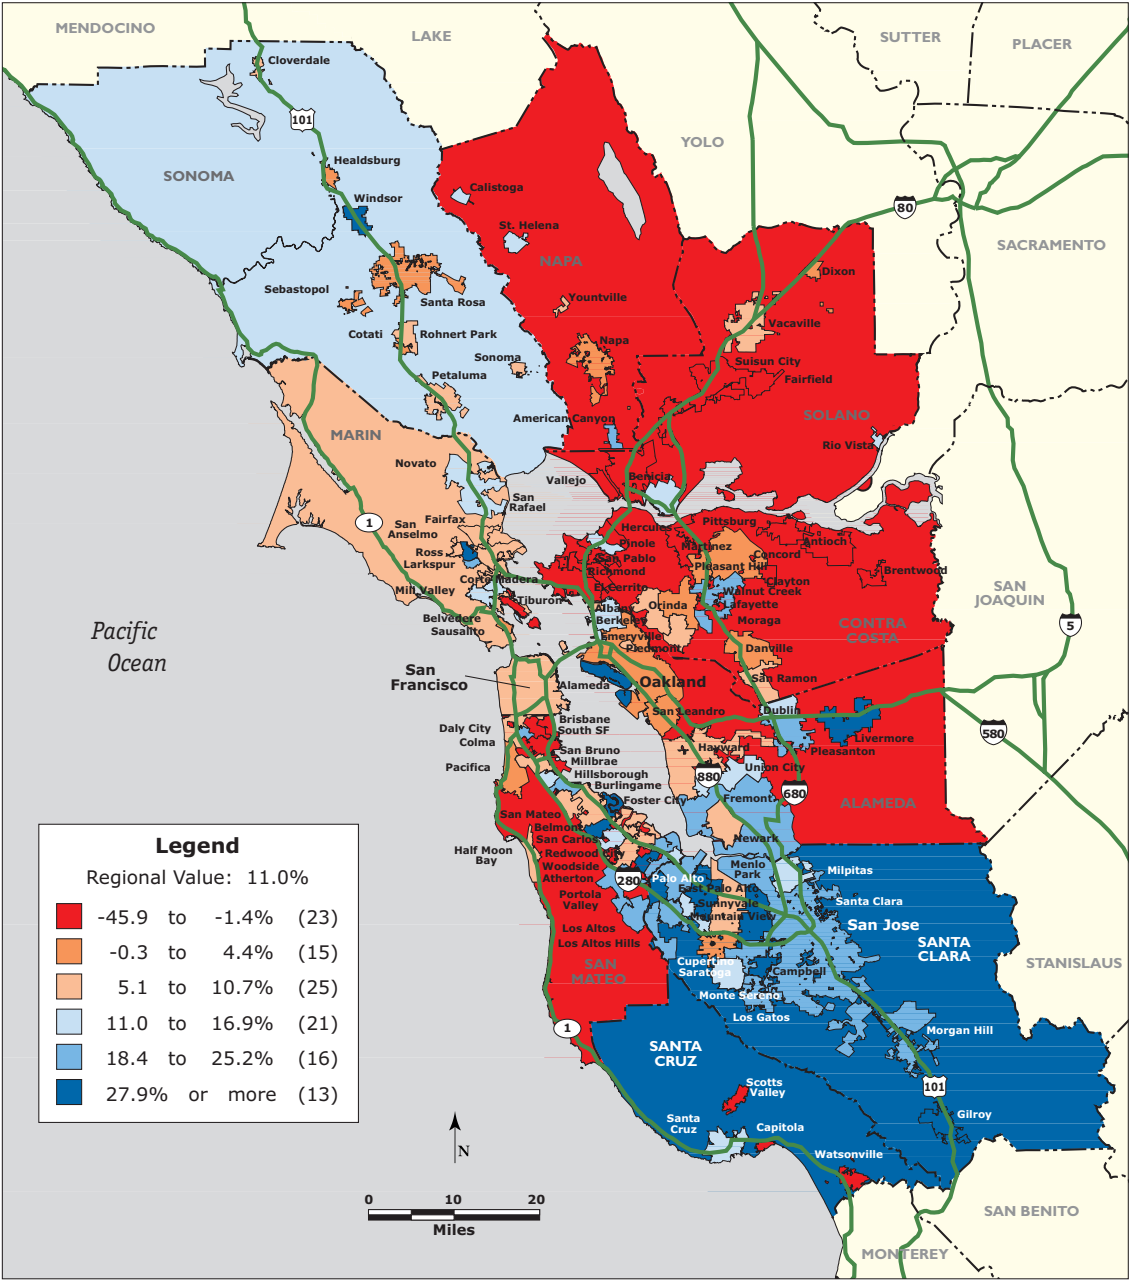 MENDOCINO
LAKE
SUTTER
PLACER
Cloverdale
101
YOLO
Healdsburg
SONOMA
Windsor
Calistoga
80
St. Helena
SACRAMENTO
NAPA
Dixon
Sebastopol
Santa Rosa
Yountville
Vacaville
Cotati
Rohnert Park
Napa
Sonoma
Suisun City
Petaluma
Fairfield
American Canyon
SOLANO
MARIN
Rio Vista
Novato
Vallejo
Benicia
San
Rafael
1
San
Anselmo
Fairfax
Hercules
Pittsburg
Pinole
Martinez
Antioch
Ross
Larkspur
San Pablo
Concord
Richmond
Pleasant Hill
Brentwood
Corte Madera
Clayton
Mill Valley
El Cerrito
Walnut Creek
SAN
JOAQUIN
Tiburon
Albany
Orinda
Lafayette
Belvedere
Berkeley
Moraga
CONTRA
COSTA
5
Sausalito
Emeryville
Piedmont
Danville
Pacific
Ocean
San
Francisco
Oakland
San Ramon
Alameda
San Leandro
Dublin
Daly City
Brisbane
South SF
Livermore
580
Colma
Hayward
Pleasanton
San Bruno
Millbrae
Pacifica
Union City
Hillsborough
880
Burlingame
680
Foster City
Fremont
ALAMEDA
San Mateo
Belmont
Newark
San Carlos
Half Moon
Bay
Redwood City
Woodside
Menlo
Park
Milpitas
Atherton
280
Palo Alto
East Palo Alto
Portola
Valley
Sunnyvale
Santa Clara
Mountain View
San Jose
Los Altos
Los Altos Hills
SANTA
CLARA
SAN
MATEO
Cupertino
Saratoga
Campbell
STANISLAUS
Monte Sereno
Los Gatos
1
Morgan Hill
SANTA
CRUZ
101
Scotts
Valley
Gilroy
Santa
Cruz
Capitola
Watsonville
SAN BENITO
MONTEREY
Legend
Regional Value: 11.0%
-45.9 to -1.4% (23)
-0.3 to 4.4% (15)
5.1 to 10.7% (25)
11.0 to 16.9% (21)
18.4 to 25.2% (16)
27.9% or more (13)
N
0 10 20
Miles